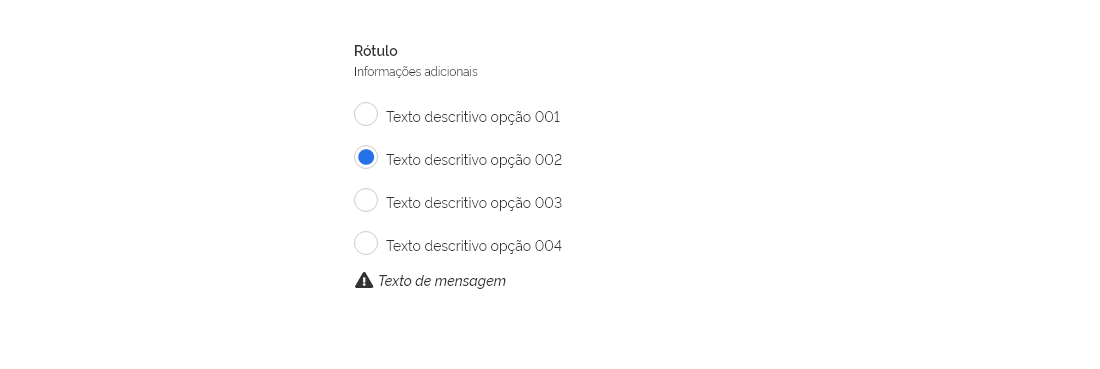 Rótulo
Informações adicionais
Texto descritivo opção 001
Texto descritivo opção 002
Texto descritivo opção 003
Texto descritivo opção 004
Texto de mensagem